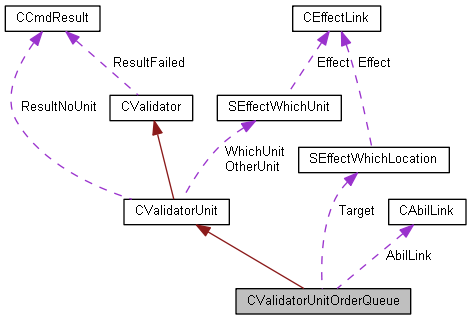 CCmdResult
CEffectLink
ResultFailed
Effect
Effect
ResultNoUnit
CValidator
SEffectWhichUnit
WhichUnit
OtherUnit
SEffectWhichLocation
CValidatorUnit
Target
CAbilLink
AbilLink
CValidatorUnitOrderQueue